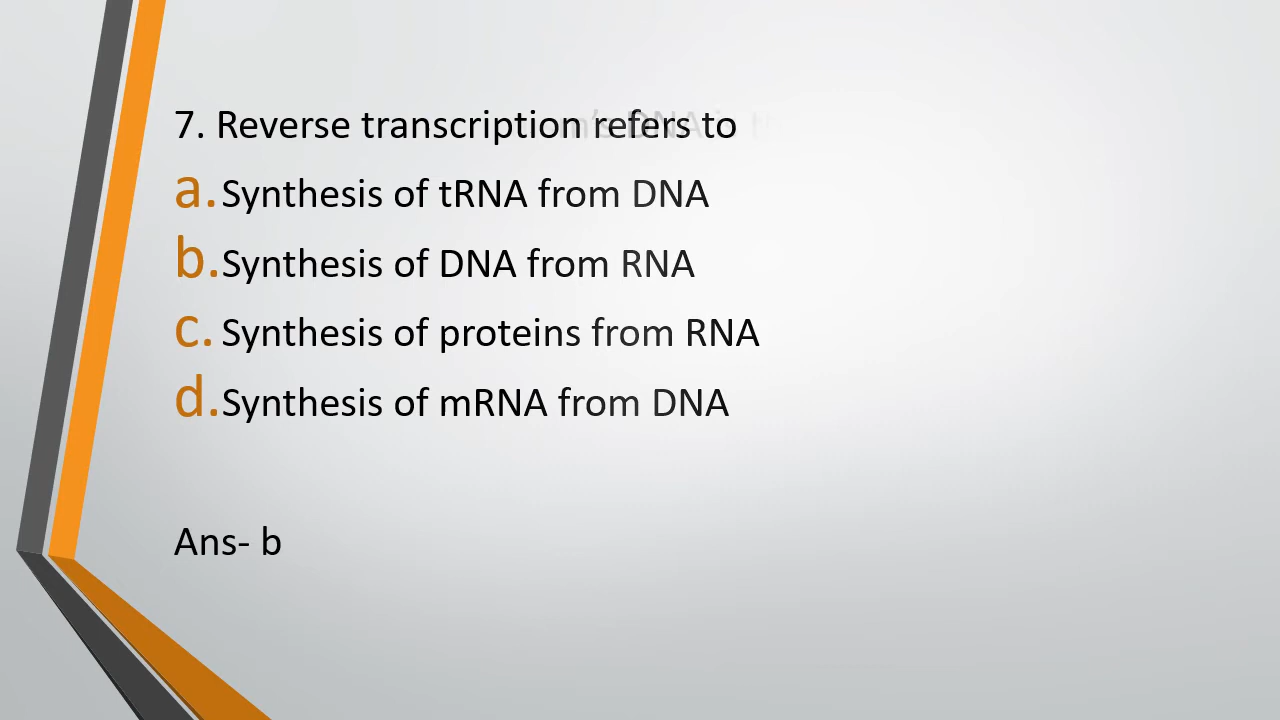 7. Reverse transcription refers to
a. Synthesis of tRNA from DNA
b. Synthesis of DNA from RNA
c. Synthesis of proteins from RNA
d. Synthesis of mRNA from DNA
Ans- b